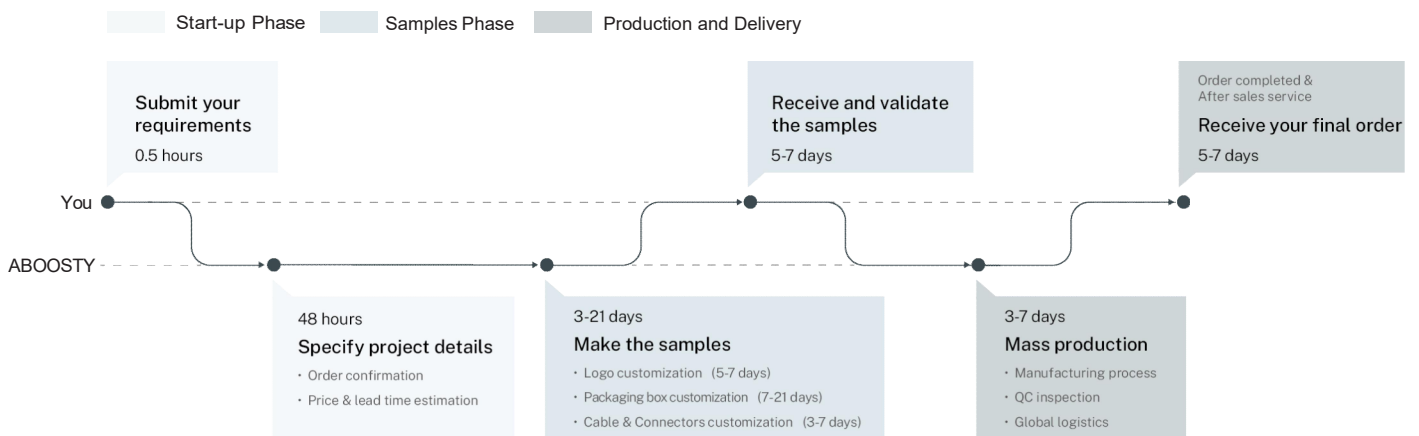 Start-up Phase
Samples Phase
Production and Delivery
Submit your
requirements
0.5 hours
Receive and validate
the samples
5-7 days
Order completed &
After sales service
Receive your final order
5-7 days
You
ABOOSTY
48 hours
Specify project details
• Order confirmation
• Price & lead time estimation
3-21 days
Make the samples
• Logo customization (5-7 days)
• Packaging box customization (7-21 days)
• Cable & Connectors customization (3-7 days)
3-7 days
Mass production
• Manufacturing process
• QC inspection
• Global logistics